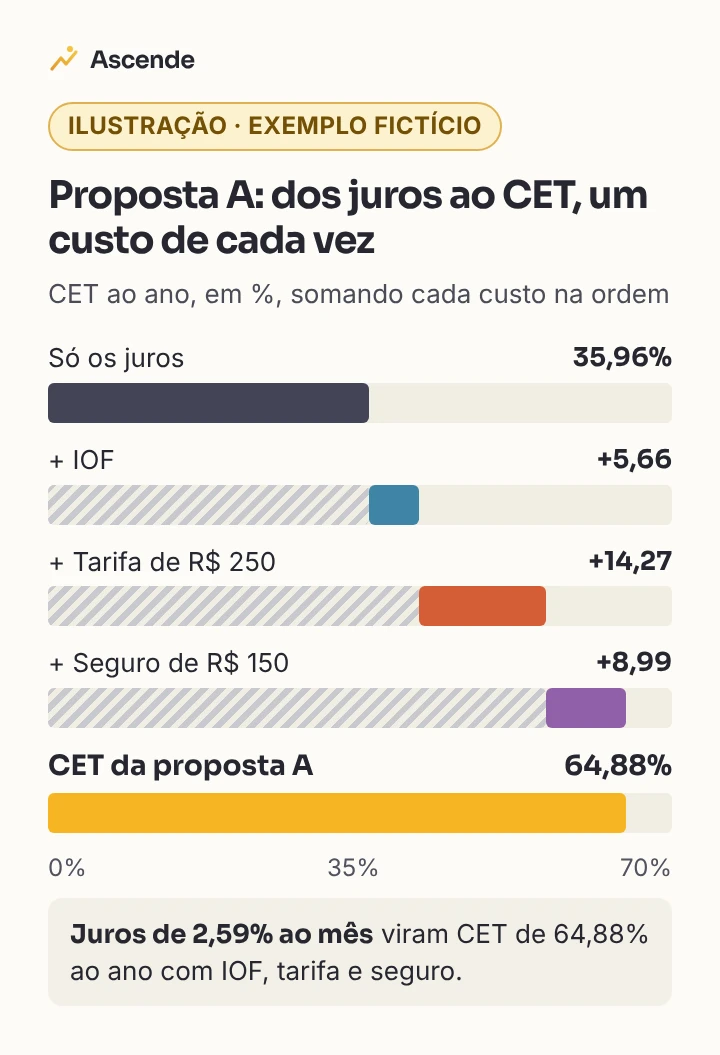 Ascende
ILUSTRAÇÃO · EXEMPLO FICTÍCIO
Proposta A: dos juros ao CET, um
custo de cada vez
CET ao ano, em %, somando cada custo na ordem
Só os juros 35,96%
+ IOF +5,66
+ Tarifa de R$ 250 +14,27
+ Seguro de R$ 150 +8,99
CET da proposta A 64,88%
0% 35% 70%
Juros de 2,59% ao mês viram CET de 64,88%
ao ano com IOF, tarifa e seguro.